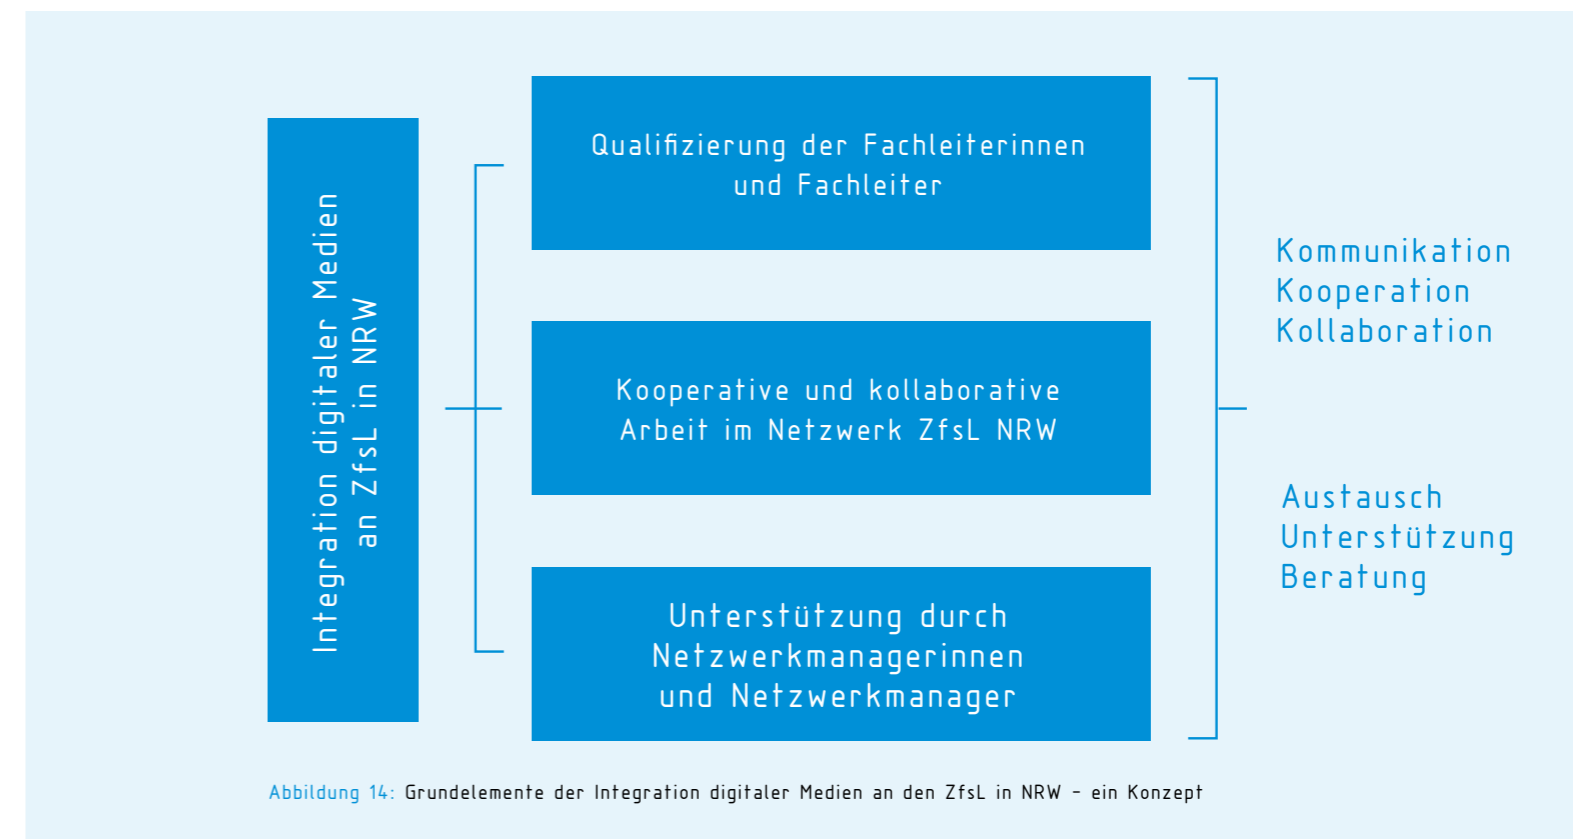 Integration digitaler Medien
an ZfsL in NRW
Qualifizierung der Fachleiterinnen
und Fachleiter
Kooperative und kollaborative
Arbeit im Netzwerk ZfsL NRW
Unterstützung durch
Netzwerkmanagerinnen
und Netzwerkmanager
Kommunikation
Kooperation
Kollaboration
Austausch
Unterstützung
Beratung
Abbildung 14: Grundelemente der Integration digitaler Medien an den ZfsL in NRW - ein Konzept